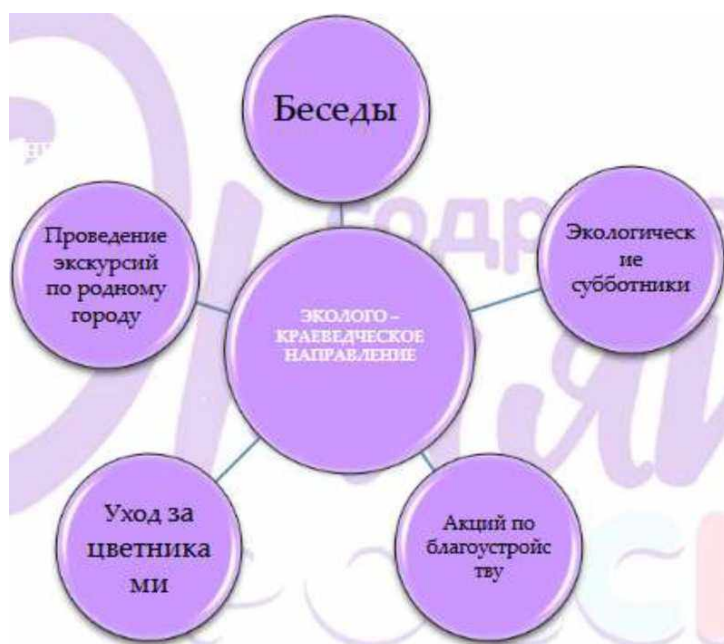 Беседы
Проведение
экскурсий
по родному
городу
Экологическ
ие
субботники
ЭКОЛОГО –
КРАЕВЕДЧЕСКОЕ
НАПРАВЛЕНИЕ
Уход за
цветника
ми
Акций по
благоустройс
тву